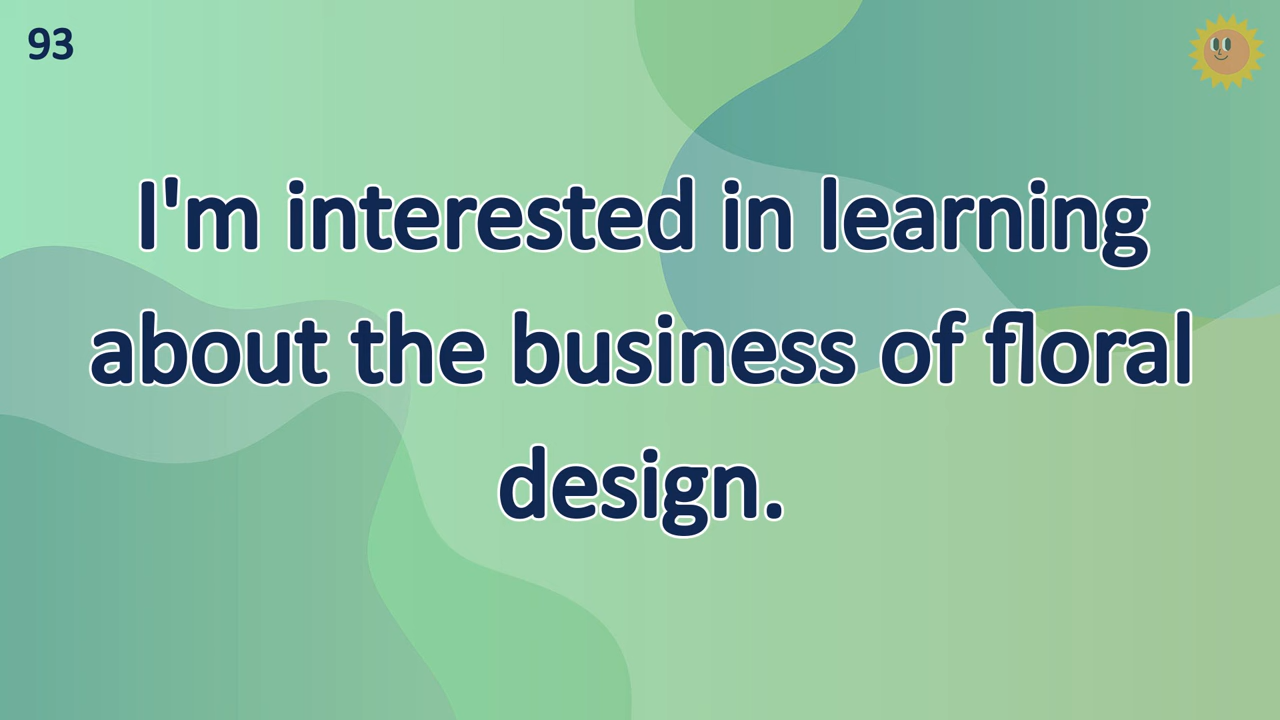 93
I'm interested in learning
about the business of floral
design.